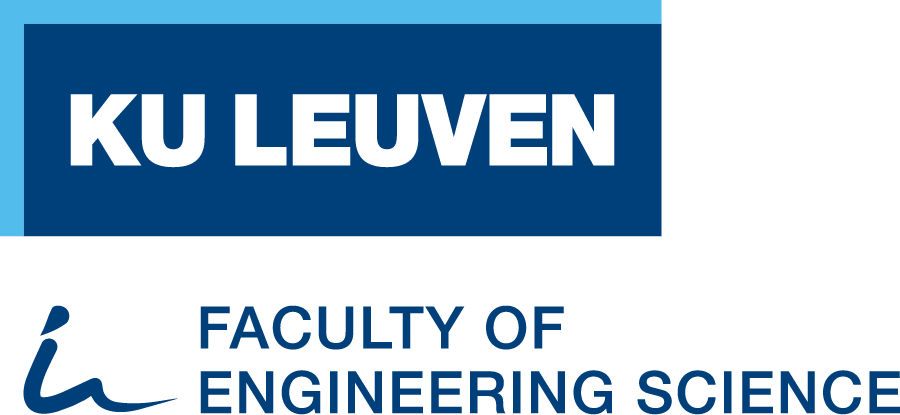 KU LEUVEN
FACULTY OF
ENGINEERING SCIENCE